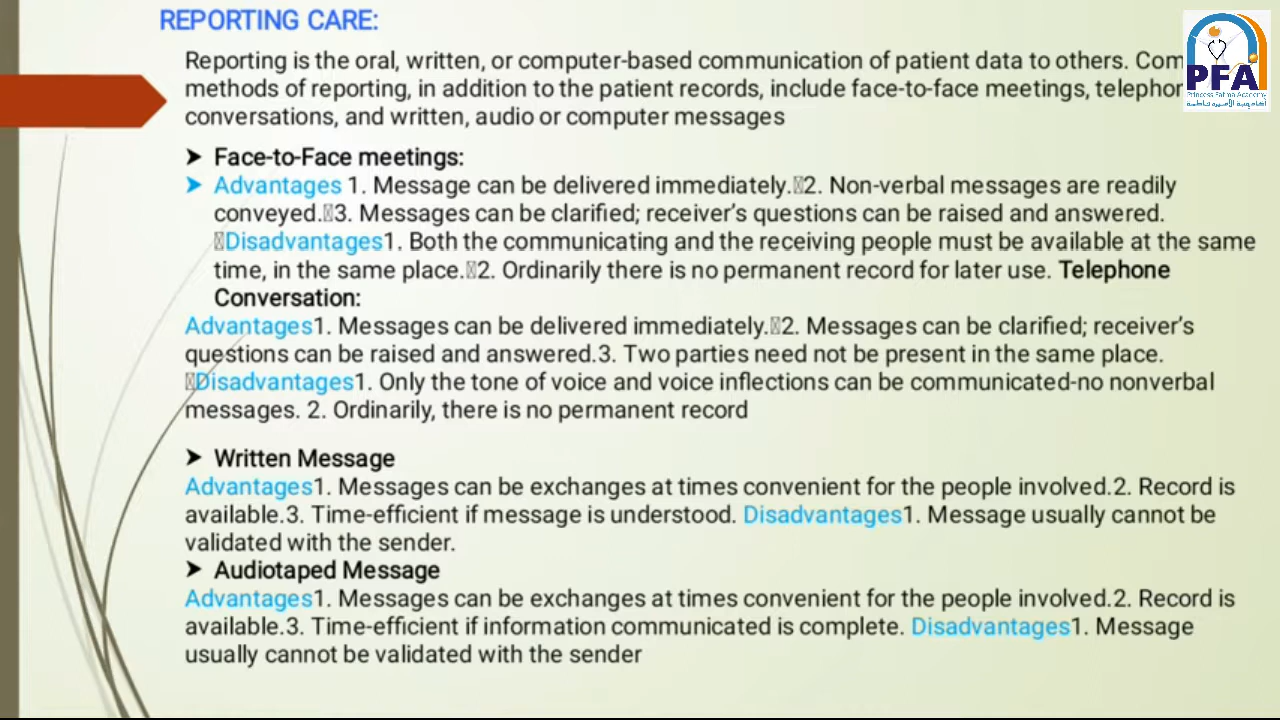 REPORTING CARE:
Reporting is the oral, written, or computer-based communication of patient data to others. Com
methods of reporting, in addition to the patient records, include face-to-face meetings, telephon
conversations, and written, audio or computer messages
➤ Face-to-Face meetings:
➤ Advantages 1. Message can be delivered immediately.2. Non-verbal messages are readily
conveyed.3. Messages can be clarified; receiver's questions can be raised and answered.
Disadvantages1. Both the communicating and the receiving people must be available at the same
time, in the same place.2. Ordinarily there is no permanent record for later use. Telephone
Conversation:
Advantages1. Messages can be delivered immediately.2. Messages can be clarified; receiver's
questions can be raised and answered.3. Two parties need not be present in the same place.
Disadvantages1. Only the tone of voice and voice inflections can be communicated-no nonverbal
messages. 2. Ordinarily, there is no permanent record
➤ Written Message
Advantages1. Messages can be exchanges at times convenient for the people involved.2. Record is
available.3. Time-efficient if message is understood. Disadvantages1. Message usually cannot be
validated with the sender.
➤ Audiotaped Message
Advantages1. Messages can be exchanges at times convenient for the people involved.2. Record is
available.3. Time-efficient if information communicated is complete. Disadvantages1. Message
usually cannot be validated with the sender
PFA
Princess Fatma Academy
أكاديمية الأميرة فاطمة